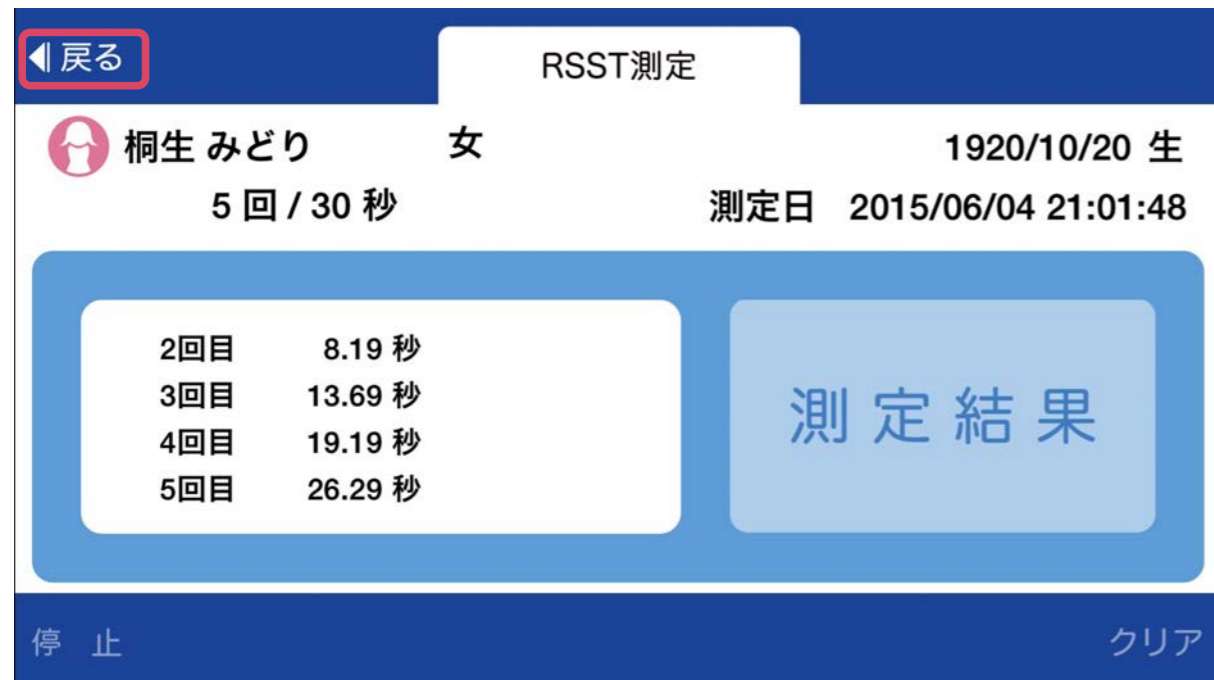 戻る
RSST測定
桐生 みどり 女 1920/10/20 生
5 回 / 30 秒 測定日 2015/06/04 21:01:48
2回目 8.19 秒
3回目 13.69 秒
4回目 19.19 秒
5回目 26.29 秒
測定結果
停 止 クリア